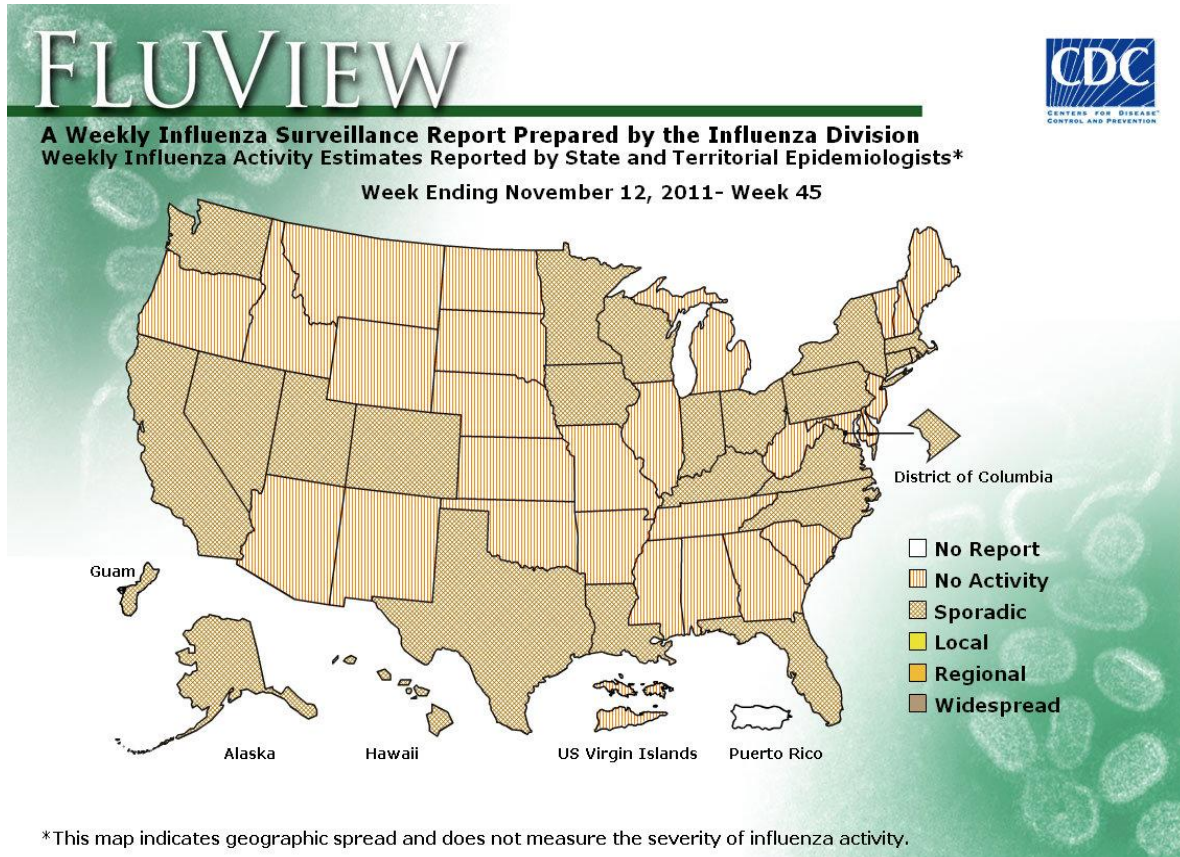 FLUVIEW
CDC
CENTERS FOR DISEASE
CONTROL AND PREVENTION
A Weekly Influenza Surveillance Report Prepared by the Influenza Division
Weekly Influenza Activity Estimates Reported by State and Territorial Epidemiologists*
Week Ending November 12, 2011- Week 45
District of Columbia
No Report
No Activity
Sporadic
Local
Regional
Widespread
Guam
Alaska
Hawaii
US Virgin Islands
Puerto Rico
*This map indicates geographic spread and does not measure the severity of influenza activity.